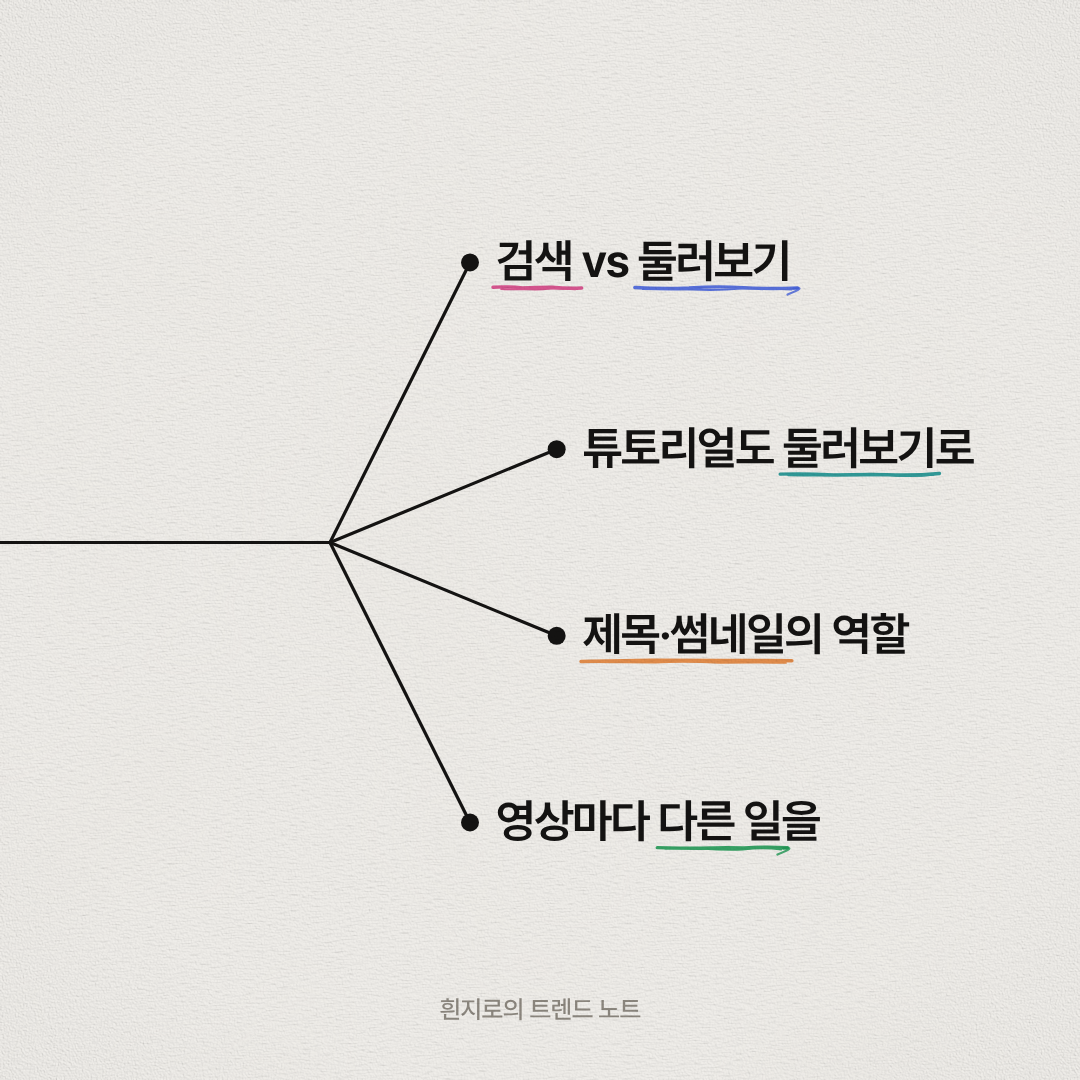 검색 vs 둘러보기
튜토리얼도 둘러보기로
제목·썸네일의 역할
영상마다 다른 일을
흰지로의 트렌드 노트